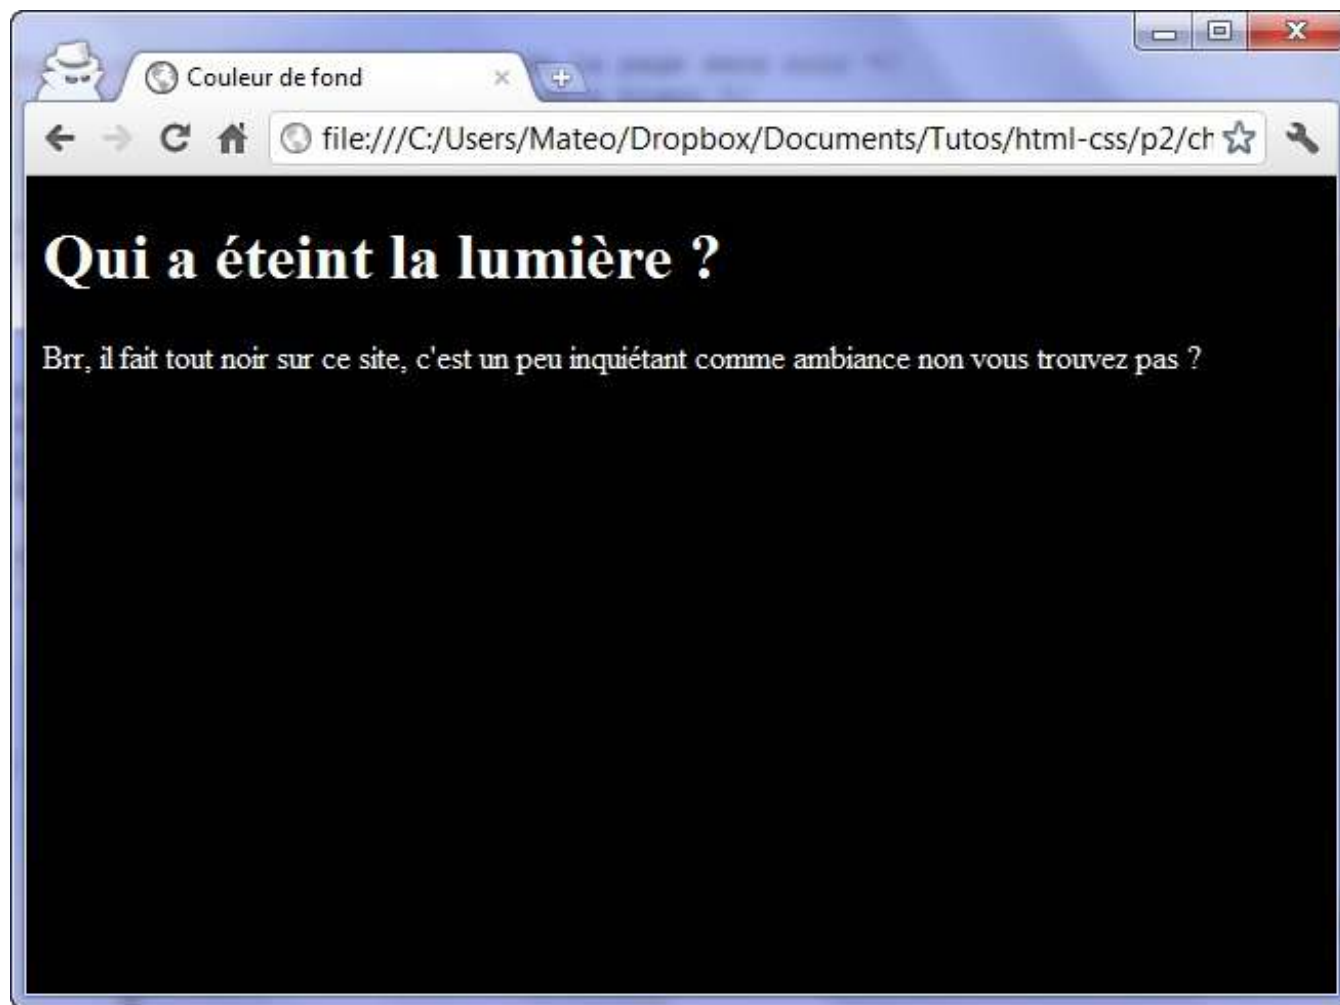 Couleur de fond
file:///C:/Users/Mateo/Dropbox/Documents/Tutos/html-css/p2/ch
Qui a éteint la lumière ?
Brr, il fait tout noir sur ce site, c'est un peu inquiétant comme ambiance non vous trouvez pas ?